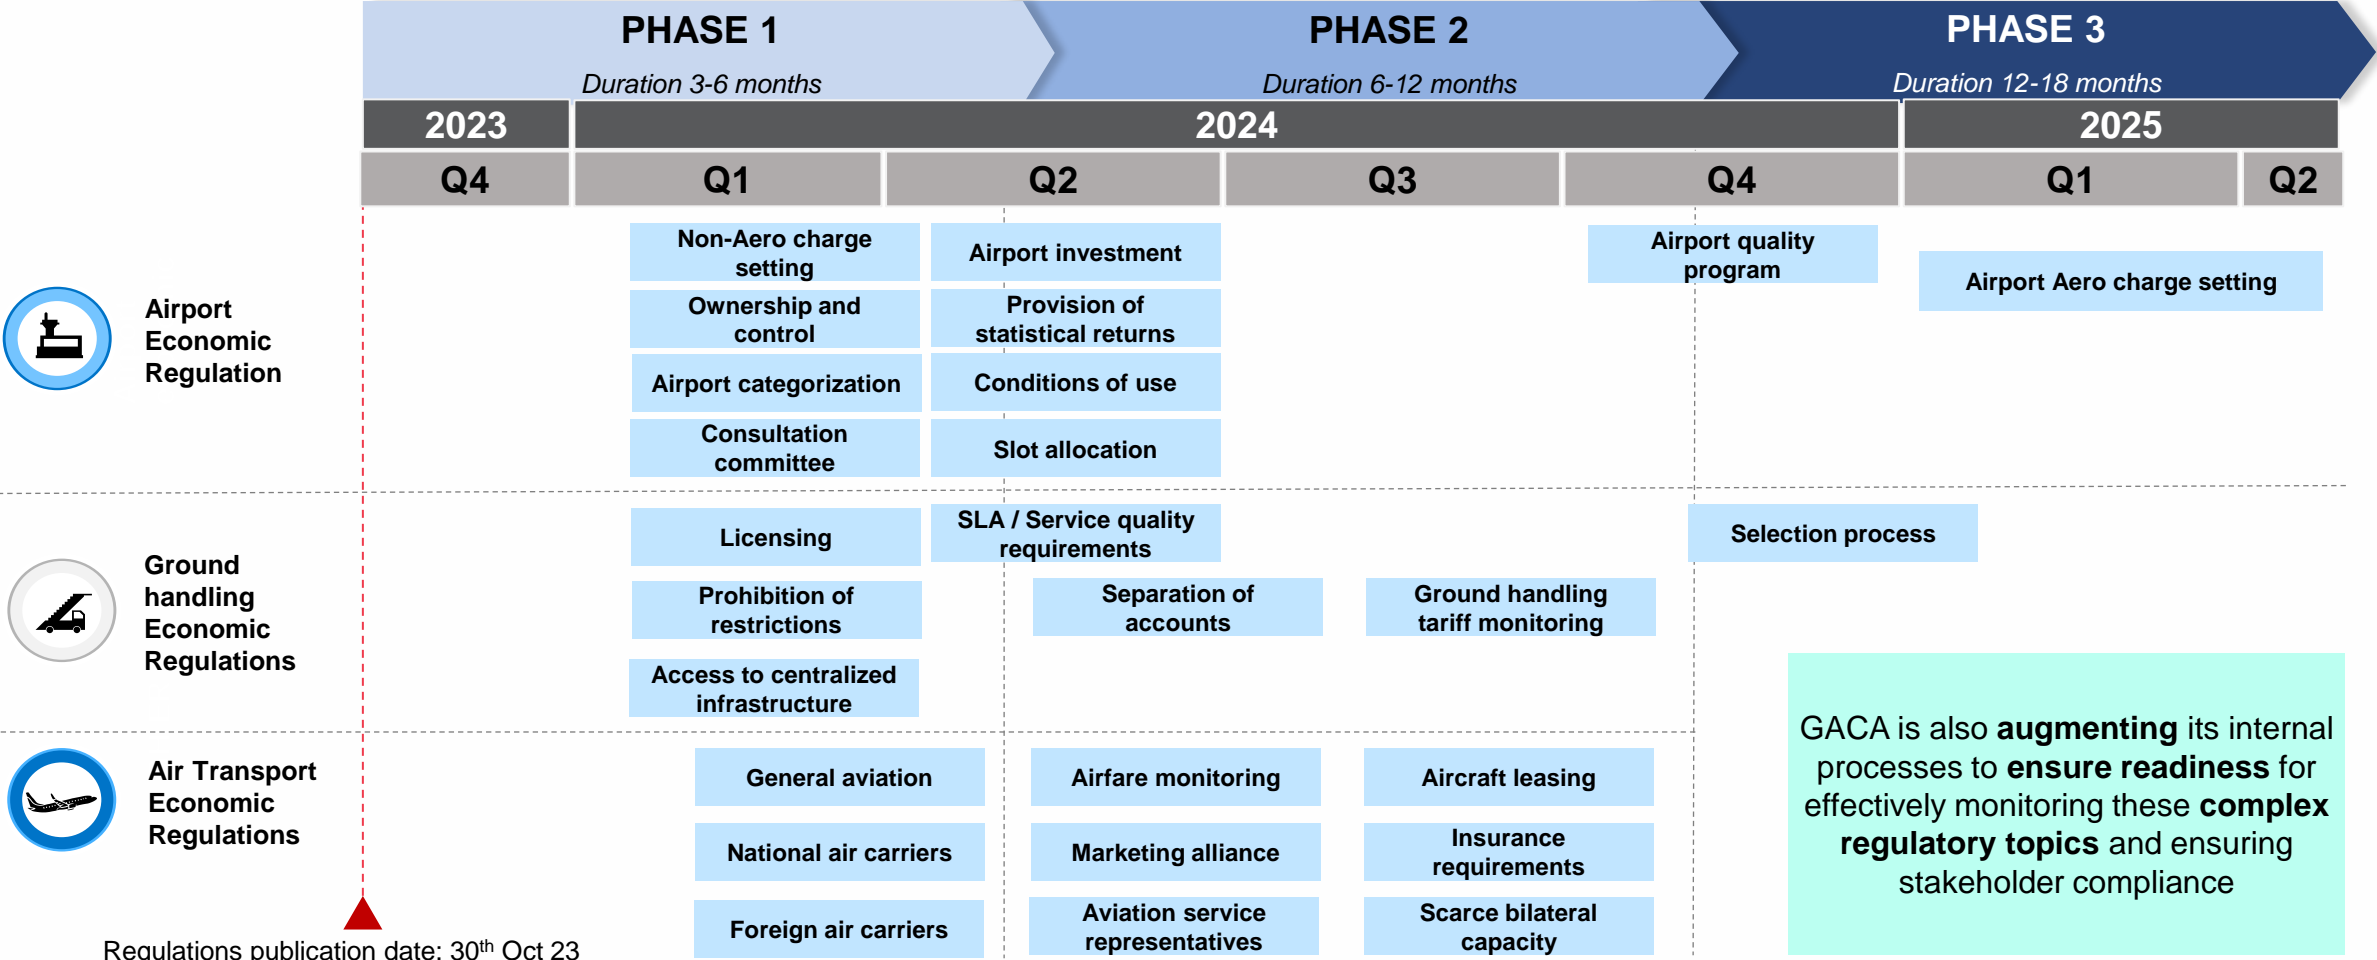 PHASE 1
Duration 3-6 months
PHASE 2
Duration 6-12 months
PHASE 3
Duration 12-18 months
2023
2024
2025
Q4
Q1
Q2
Q3
Q4
Q1
Q2
Airport
Economic
Regulation
Non-Aero charge
setting
Ownership and
control
Airport categorization
Consultation
committee
Airport investment
Provision of
statistical returns
Conditions of use
Slot allocation
Airport quality
program
Airport Aero charge setting
Ground
handling
Economic
Regulations
Licensing
Prohibition of
restrictions
Access to centralized
infrastructure
SLA / Service quality
requirements
Separation of
accounts
Ground handling
tariff monitoring
Selection process
Air Transport
Economic
Regulations
General aviation
National air carriers
Foreign air carriers
Airfare monitoring
Marketing alliance
Aviation service
representatives
Aircraft leasing
Insurance
requirements
Scarce bilateral
capacity
GACA is also augmenting its internal
processes to ensure readiness for
effectively monitoring these complex
regulatory topics and ensuring
stakeholder compliance
Regulations publication date: 30th Oct 23